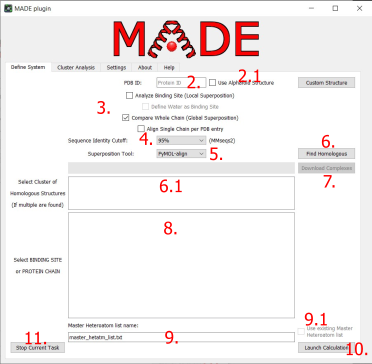 MADE plugin
MADE
Define System Cluster Analysis Settings About Help
2.1
PDB ID: Protein ID 2. Use Alphafold Structure Custom Structure
Analyze Binding Site (Local Superposition)
Define Water as Binding Site
3.
Compare Whole Chain (Global Superposition)
Align Single Chain per PDB entry
4. 6.
Sequence Identity Cutoff: 95% (MMseqs2)
Superposition Tool: PyMOL-align 5. Find Homologous
Download Complexes
7.
Select Cluster of
Homologous Structures
(If multiple are found)
6.1
8.
Select BINDING SITE
or PROTEIN CHAIN
9.1
Master Heteroatom list name:
Use existing Master
Heteroatom list
11. 9.
master_hetatm_list.txt
Stop Current Task Launch Calculation 10.